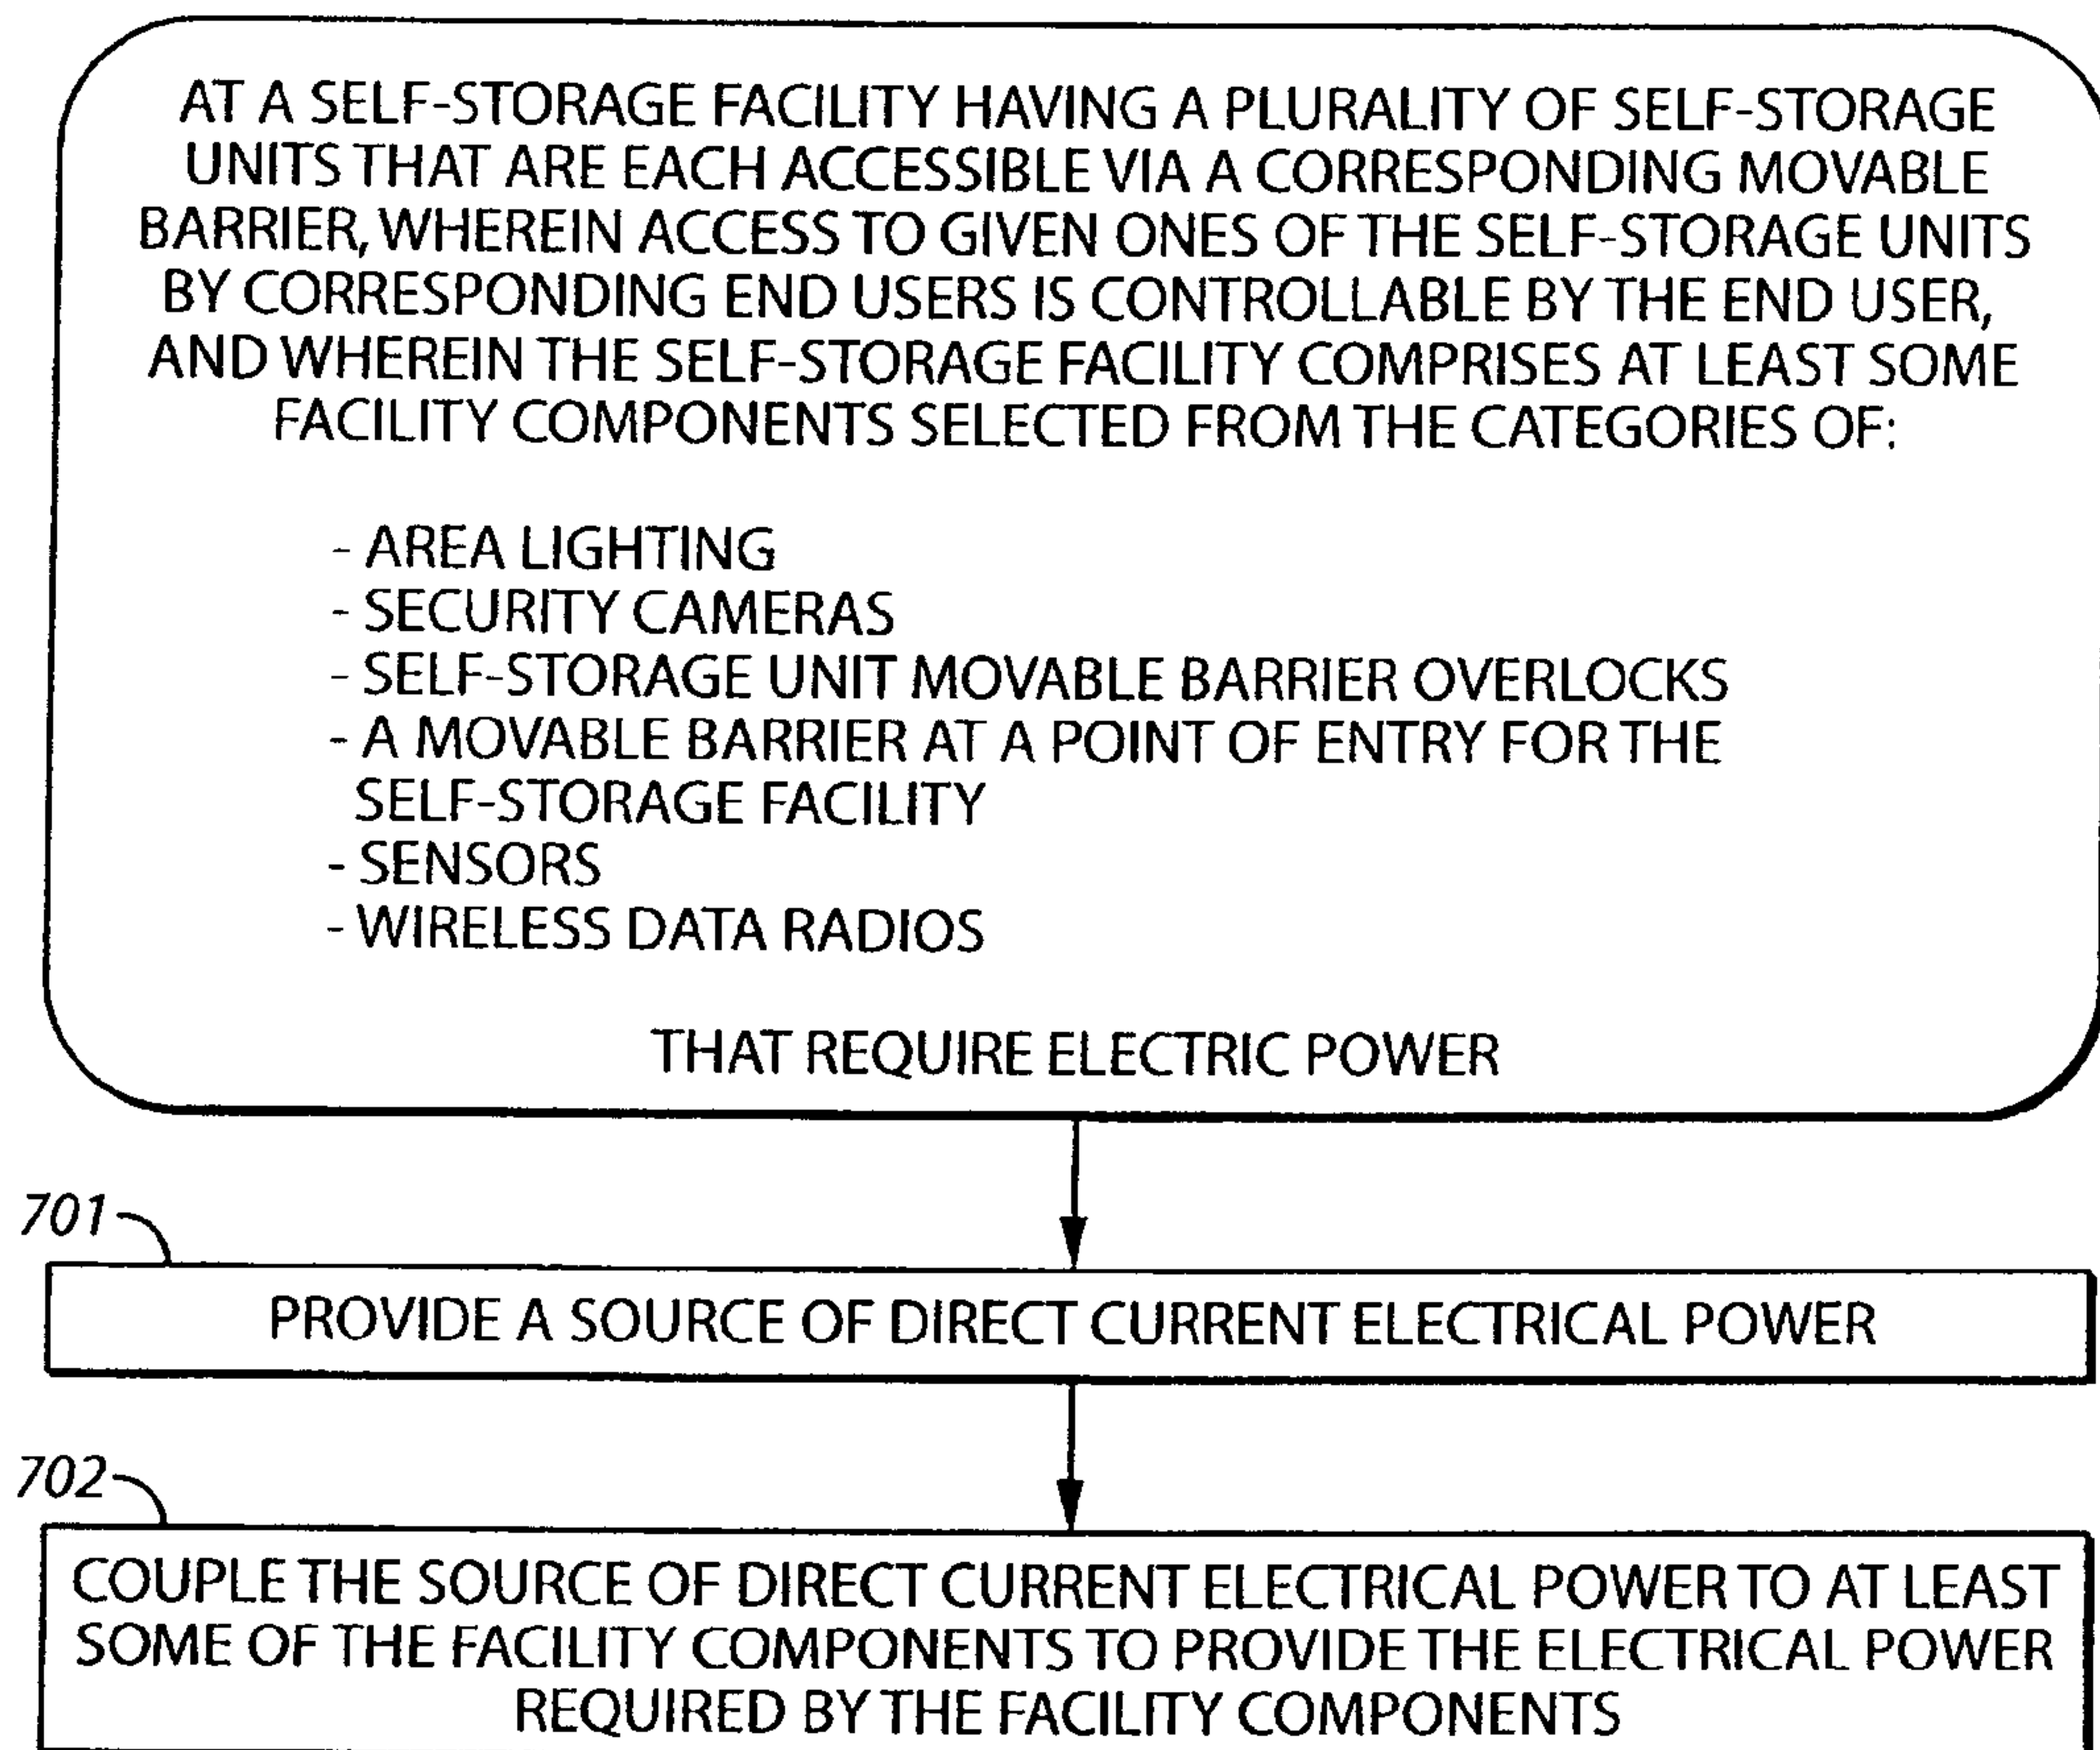 AT A SELF-STORAGE FACILITY HAVING A PLURALITY OF SELF-STORAGE
UNITS THAT ARE EACH ACCESSIBLE VIA A CORRESPONDING MOVABLE
BARRIER, WHEREIN ACCESS TO GIVEN ONES OF THE SELF-STORAGE UNITS
BY CORRESPONDING END USERS IS CONTROLLABLE BY THE END USER,
AND WHEREIN THE SELF-STORAGE FACILITY COMPRISES AT LEAST SOME
FACILITY COMPONENTS SELECTED FROM THE CATEGORIES OF:
- AREA LIGHTING
- SECURITY CAMERAS
- SELF-STORAGE UNIT MOVABLE BARRIER OVERLOCKS
- A MOVABLE BARRIER AT A POINT OF ENTRY FOR THE
SELF-STORAGE FACILITY
- SENSORS
- WIRELESS DATA RADIOS
THAT REQUIRE ELECTRIC POWER
701
PROVIDE A SOURCE OF DIRECT CURRENT ELECTRICAL POWER
702
COUPLE THE SOURCE OF DIRECT CURRENT ELECTRICAL POWER TO AT LEAST
SOME OF THE FACILITY COMPONENTS TO PROVIDE THE ELECTRICAL POWER
REQUIRED BY THE FACILITY COMPONENTS